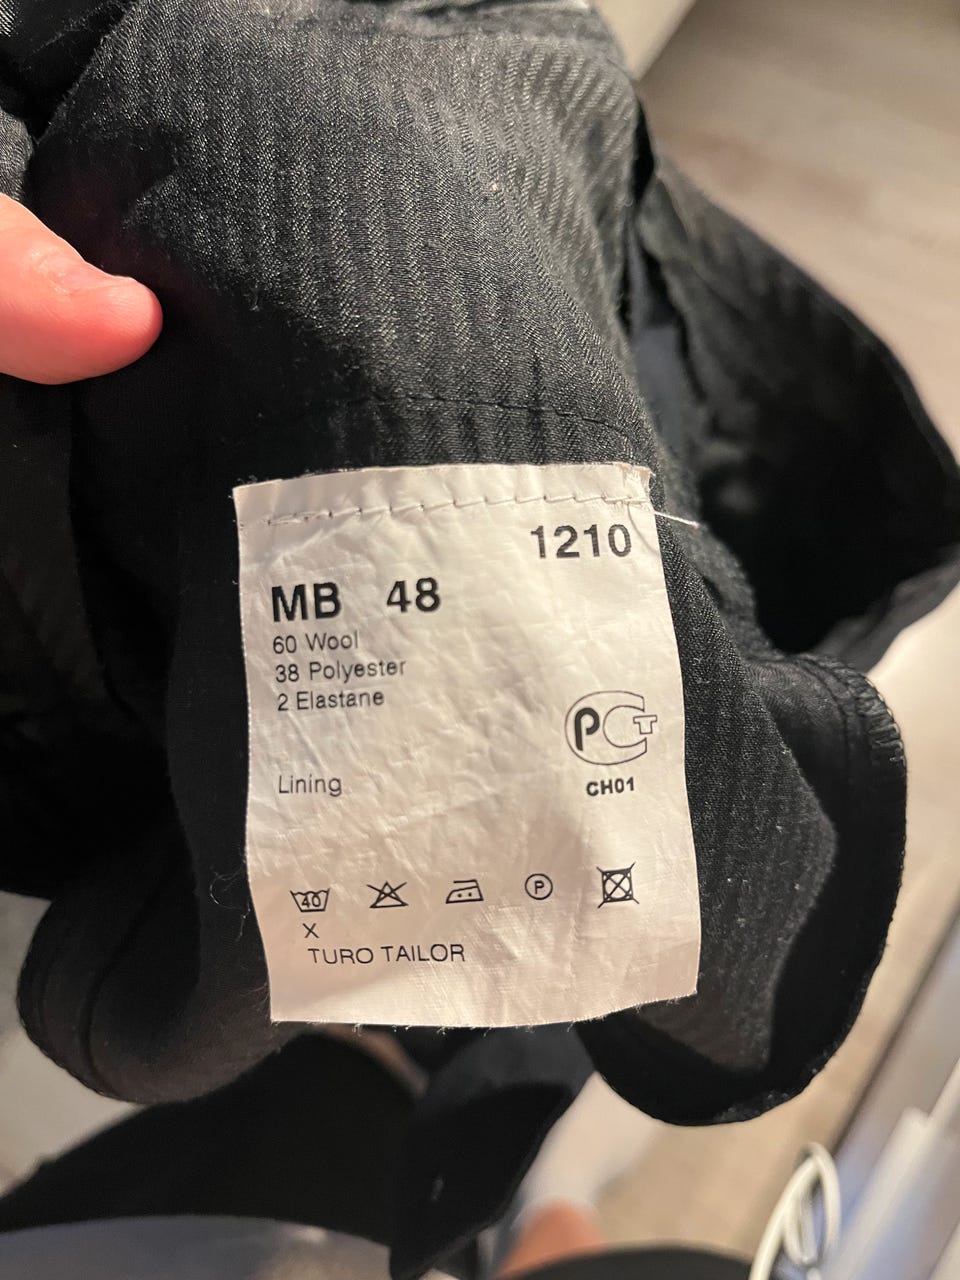 1210
MB 48
60 Wool
38 Polyester
2 Elastane
PCT
CH01
Lining
40
P
X
TURO TAILOR